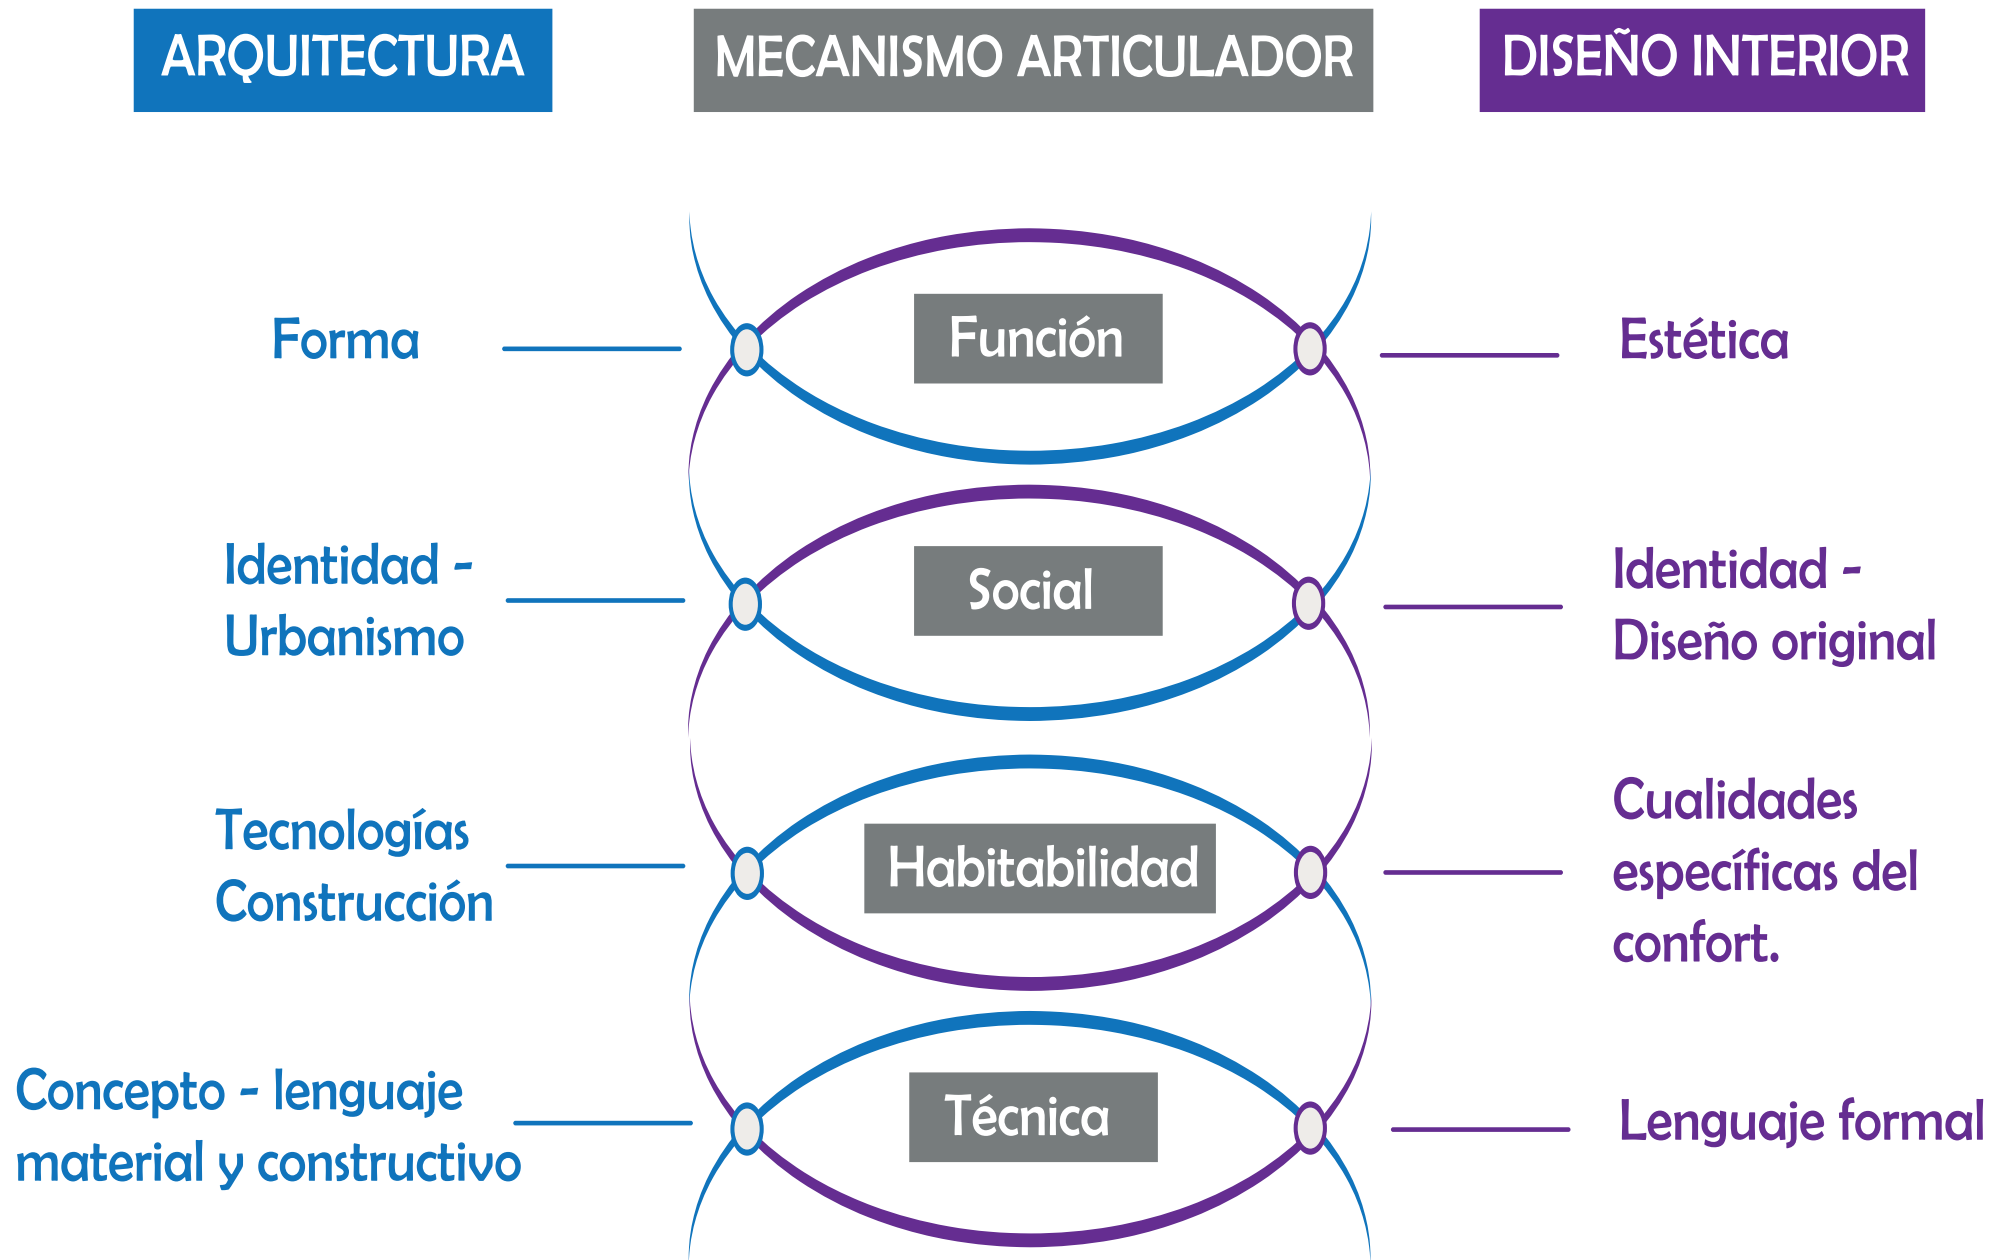 ARQUITECTURA
MECANISMO ARTICULADOR
DISEÑO INTERIOR
Forma
Función
Estética
Identidad -
Urbanismo
Social
Identidad -
Diseño original
Tecnologías
Construcción
Habitabilidad
Cualidades
específicas del
confort.
Concepto - lenguaje
material y constructivo
Técnica
Lenguaje formal